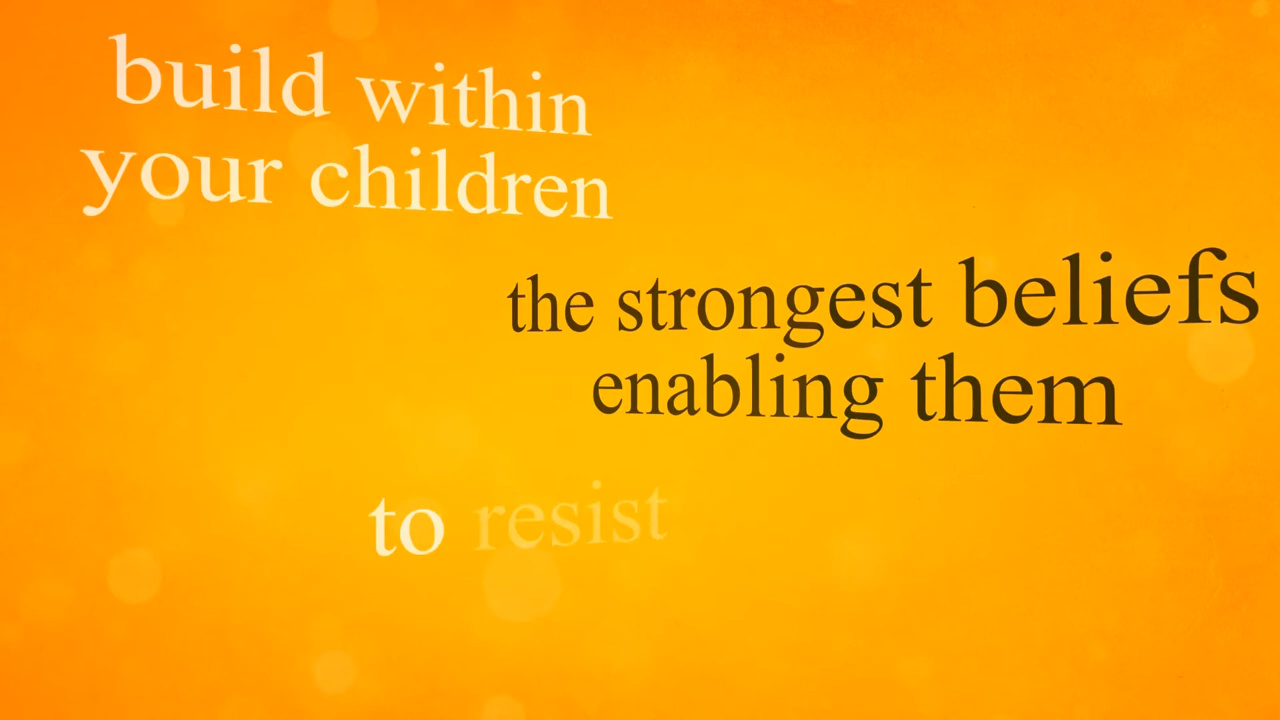 build within
your children
the strongest beliefs
enabling them
to resist